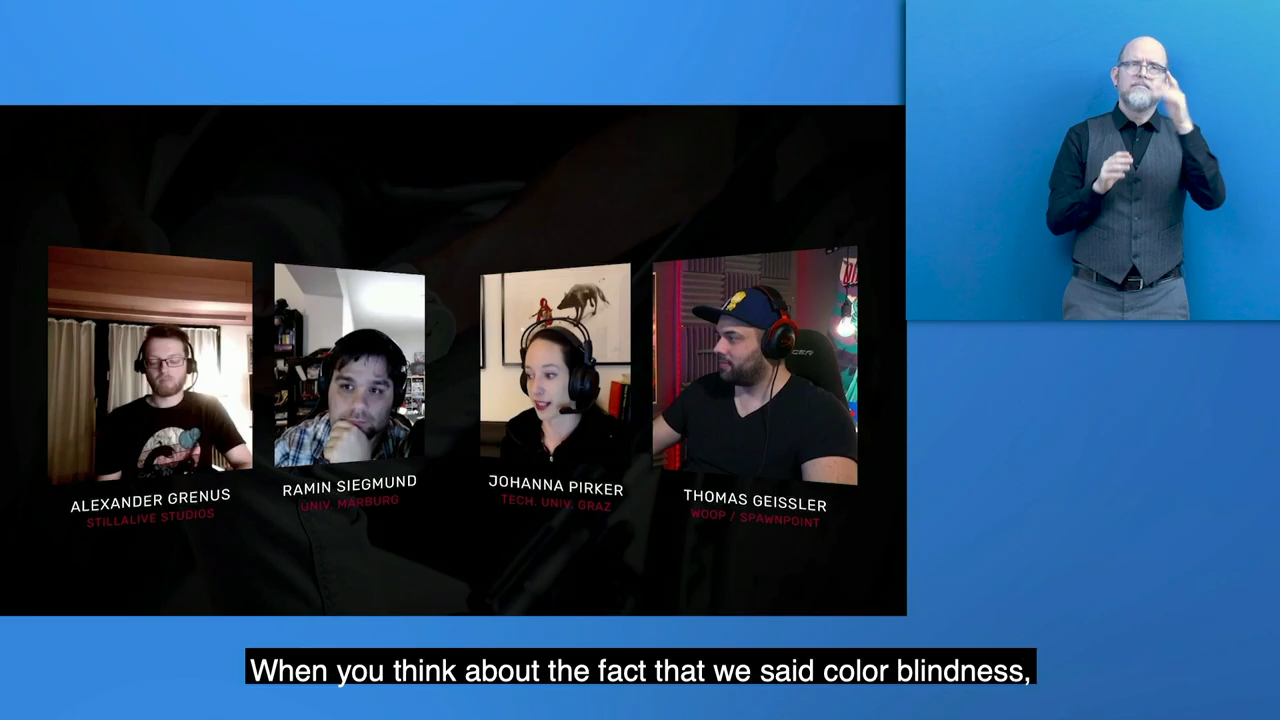 ALEXANDER GRENUS
STILLALIVE STUDIOS
RAMIN SIEGMUND
UNIV. MARBURG
JOHANNA PIRKER
TECH. UNIV. GRAZ
THOMAS GEISSLER
WOOP / SPAWNPOINT
When you think about the fact that we said color blindness,